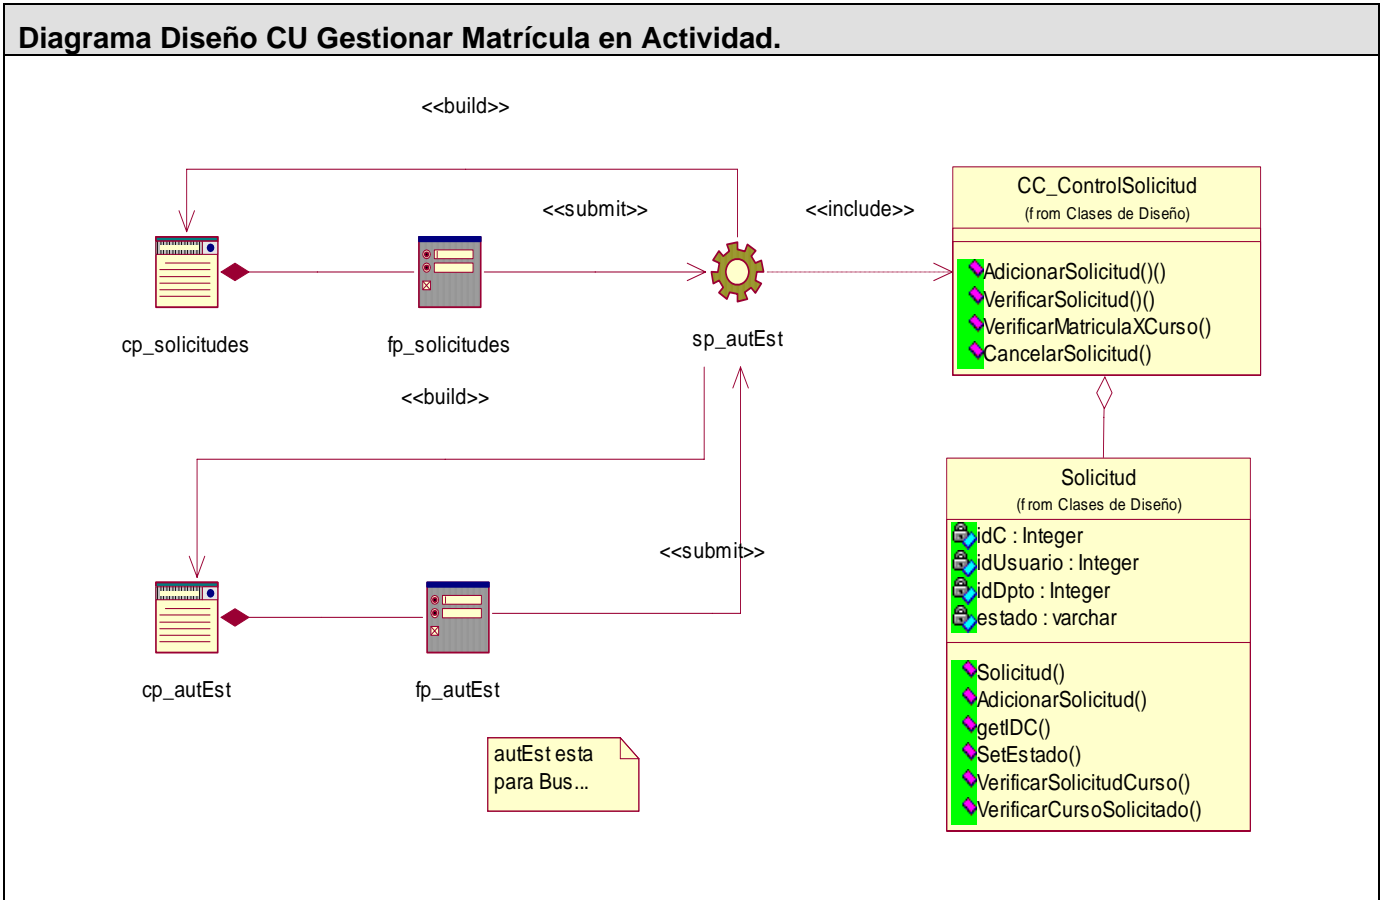 Diagrama Diseño CU Gestionar Matrícula en Actividad.
<<build>>
<<submit>>
<<include>>
cp_solicitudes
fp_solicitudes
sp_autEst
CC_ControlSolicitud
(from Clases de Diseño)
AdicionarSolicitud()()
VerificarSolicitud()()
VerificarMatriculaXCurso()
CancelarSolicitud()
<<build>>
<<submit>>
cp_autEst
fp_autEst
autEst esta
para Bus...
Solicitud
(from Clases de Diseño)
idC : Integer
idUsuario : Integer
idDpto : Integer
estado : varchar
Solicitud()
AdicionarSolicitud()
getIDC()
SetEstado()
VerificarSolicitudCurso()
VerificarCursoSolicitado()